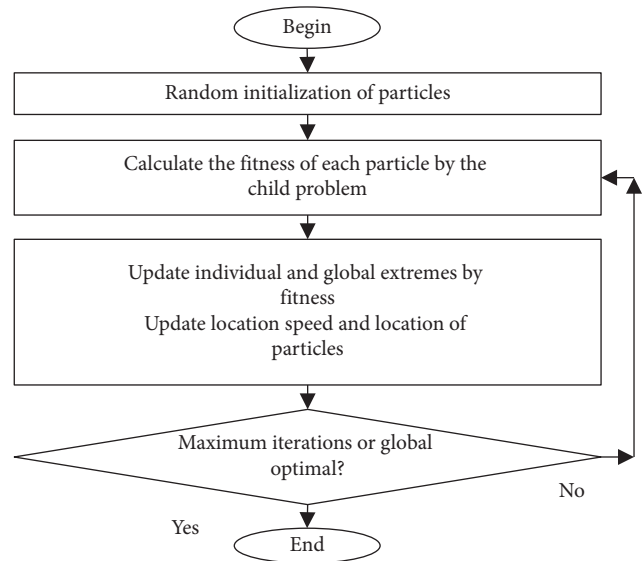 Begin
Random initialization of particles
Calculate the fitness of each particle by the
child problem
Update individual and global extremes by
fitness
Update location speed and location of
particles
Maximum iterations or global
optimal?
No
Yes
End